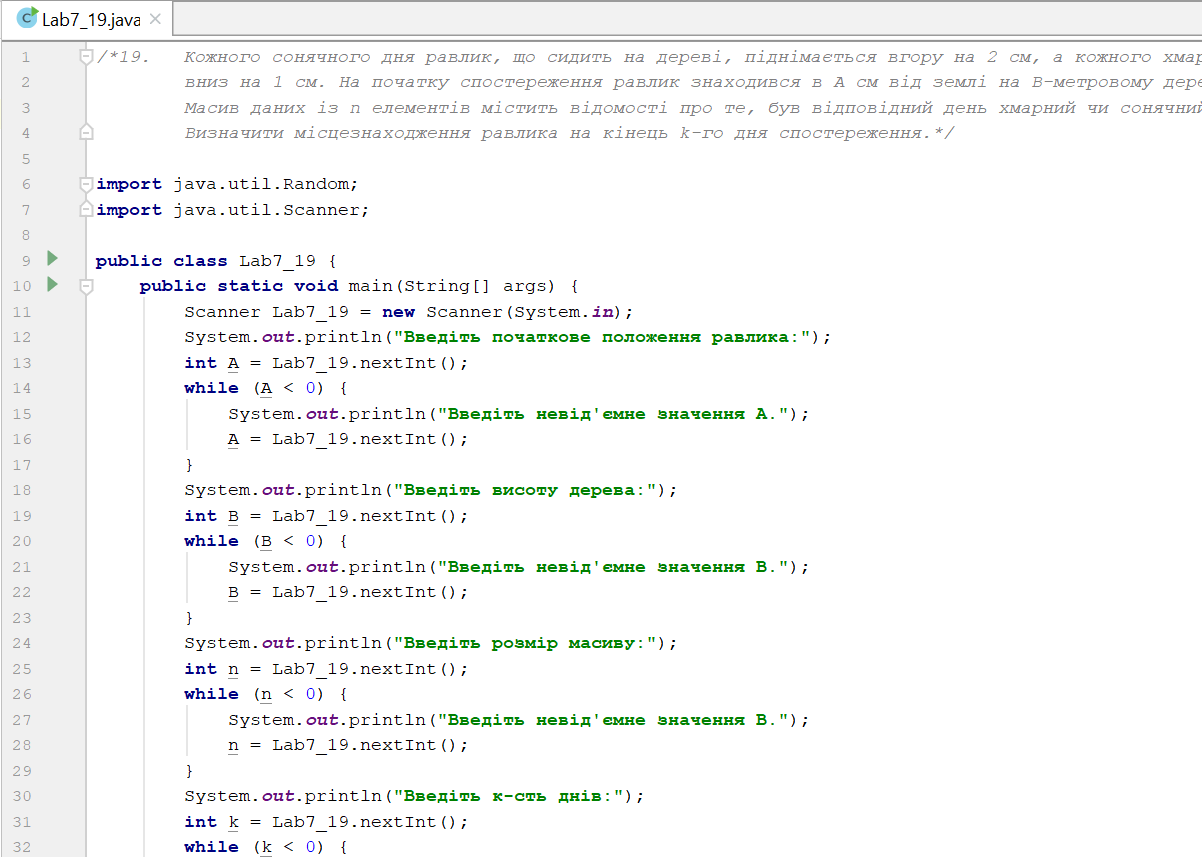 Lab7_19.java
1 /*19. Кожного сонячного дня равлик, що сидить на дереві, піднімається вгору на 2 см, а кожного
2 вниз на 1 см. На початку спостереження равлик знаходився в А см від землі на В-метровому
3 Масив даних із n елементів містить відомості про те, був відповідний день хмарний чи
4 Визначити місцезнаходження равлика на кінець k-го дня спостереження.*/
5
6 import java.util.Random;
7 import java.util.Scanner;
8
9 public class Lab7_19 {
10 public static void main(String[] args) {
11 Scanner Lab7_19 = new Scanner(System.in);
12 System.out.println("Введіть початкове положення равлика:");
13 int A = Lab7_19.nextInt();
14 while (A < 0) {
15 System.out.println("Введіть невід'ємне значення А.");
16 A = Lab7_19.nextInt();
17 }
18 System.out.println("Введіть висоту дерева:");
19 int B = Lab7_19.nextInt();
20 while (B < 0) {
21 System.out.println("Введіть невід'ємне значення В.");
22 B = Lab7_19.nextInt();
23 }
24 System.out.println("Введіть розмір масиву:");
25 int n = Lab7_19.nextInt();
26 while (n < 0) {
27 System.out.println("Введіть невід'ємне значення В.");
28 n = Lab7_19.nextInt();
29 }
30 System.out.println("Введіть к-сть днів:");
31 int k = Lab7_19.nextInt();
32 while (k < 0) {